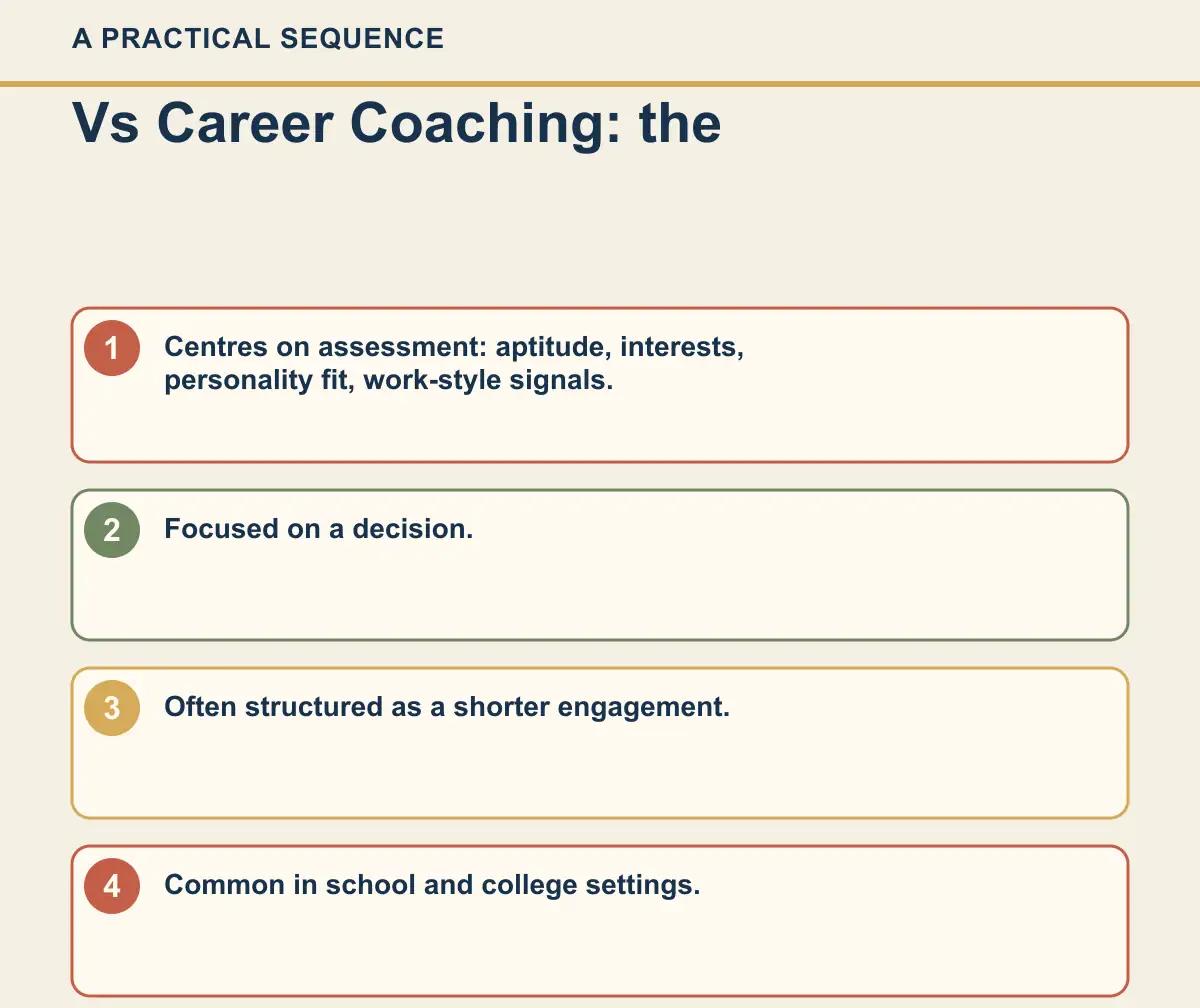 A PRACTICAL SEQUENCE
Vs Career Coaching: the
1
Centres on assessment: aptitude, interests,
personality fit, work-style signals.
2
Focused on a decision.
3
Often structured as a shorter engagement.
4
Common in school and college settings.